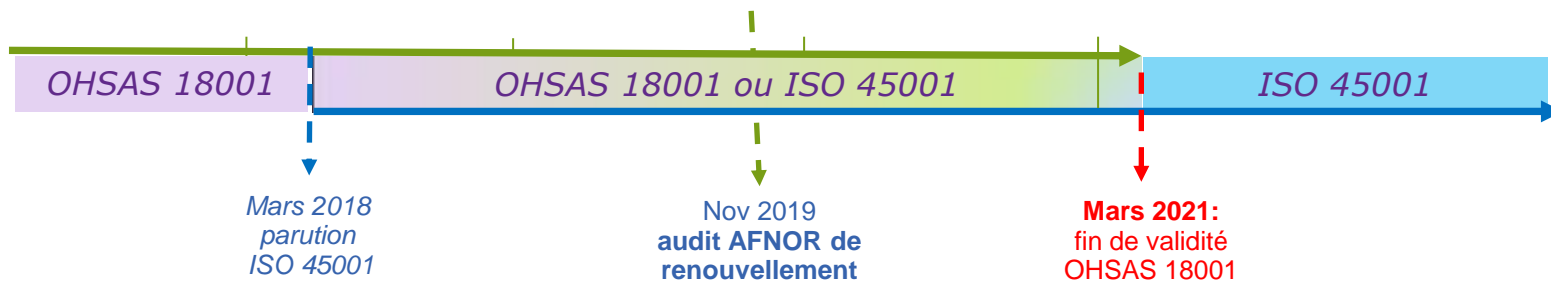 OHSAS 18001
OHSAS 18001 ou ISO 45001
ISO 45001
Mars 2018
parution
ISO 45001
Nov 2019
audit AFNOR de
renouvellement
Mars 2021:
fin de validité
OHSAS 18001